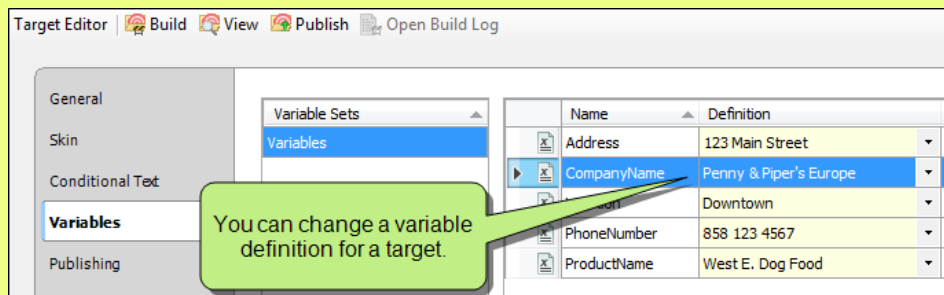 Target Editor Build View Publish Open Build Log
General
Skin
Conditional Text
Variables
Publishing
Variable Sets
Variables
Name Definition
Address 123 Main Street
CompanyName Penny & Piper's Europe
Downtown
PhoneNumber 858 123 4567
ProductName West E. Dog Food
You can change a variable
definition for a target.